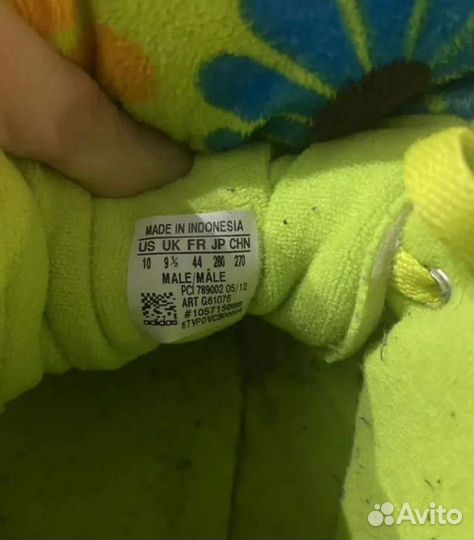 MADE IN INDONESIA
US UK FR JP CHN
10 9½ 44 280 270
MALE/MÂLE
PCI 789002 05/12
ART G61076
#105715668
adidas
Avito